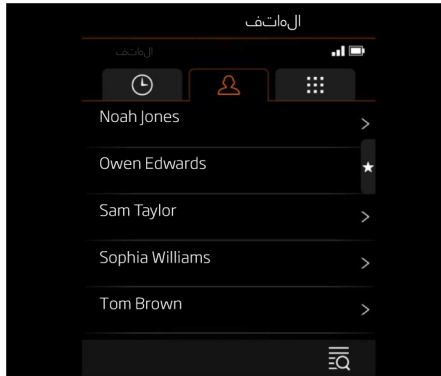 الهاتف
الهاتف
Noah Jones
Owen Edwards
Sam Taylor
Sophia Williams
Tom Brown